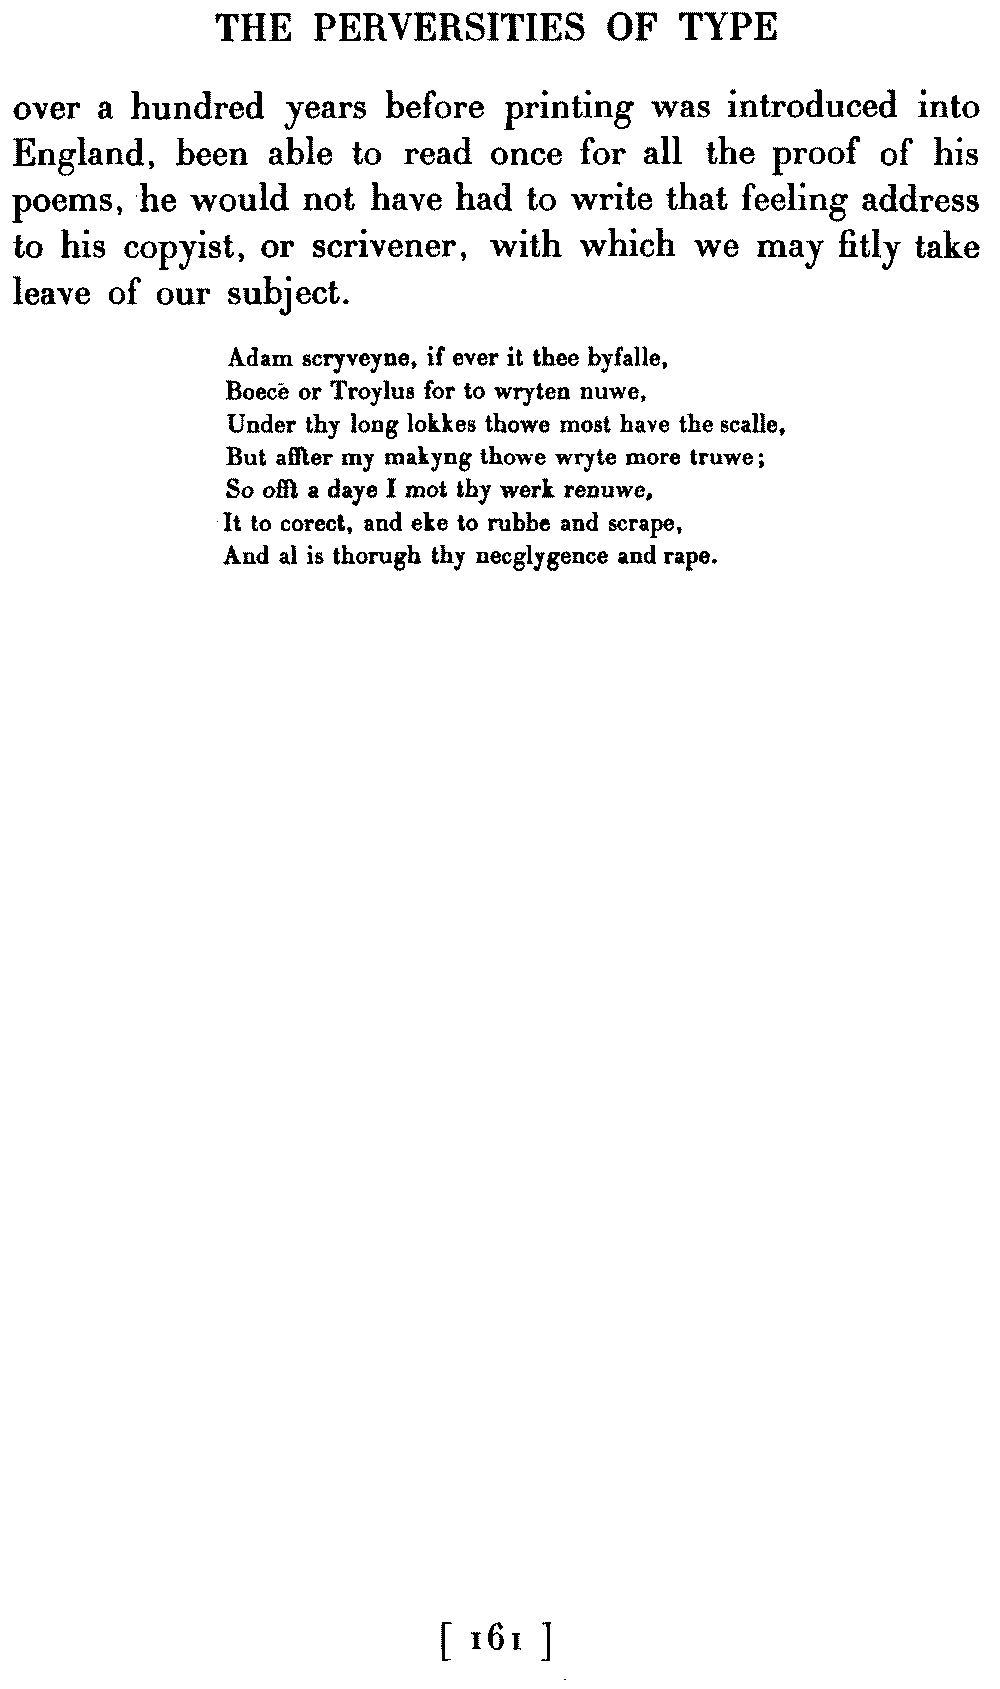 THE PERVERSITIES OF TYPE
over a hundred years before printing was introduced into
England, been able to read once for all the proof of his
poems, he would not have had to write that feeling address
to his copyist, or scrivener, with which we may fitly take
leave of our subject.
Adam scryveyne, if ever it thee byfalle,
Boecë or Troylus for to wryten nuwe,
Under thy long lokkes thowe most have the scalle,
But affter my makyng thowe wryte more truwe;
So offt a daye I mot thy werk renuwe,
It to corect, and eke to rubbe and scrape,
And al is thorugh thy necglygence and rape.
[ 161 ]